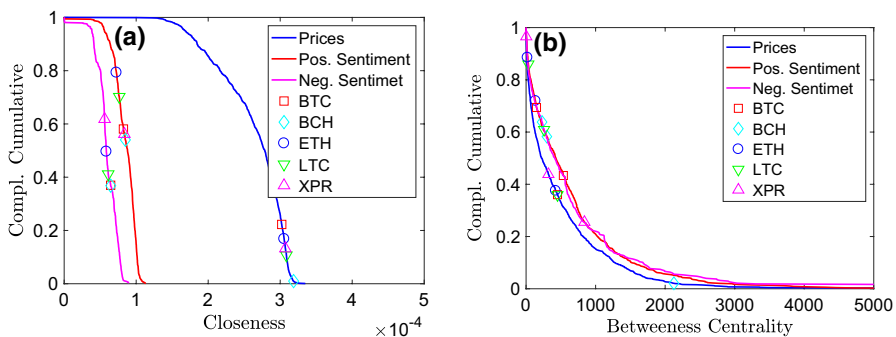 (a)
Compl. Cumulative
1
0.8
0.6
0.4
0.2
0
0 1 2 3 4 5
Closeness
×10⁻⁴
Prices
Pos. Sentiment
Neg. Sentimet
BTC
BCH
ETH
LTC
XPR
(b)
Compl. Cumulative
1
0.8
0.6
0.4
0.2
0
0 1000 2000 3000 4000 5000
Betweeness Centrality
Prices
Pos. Sentiment
Neg. Sentimet
BTC
BCH
ETH
LTC
XPR